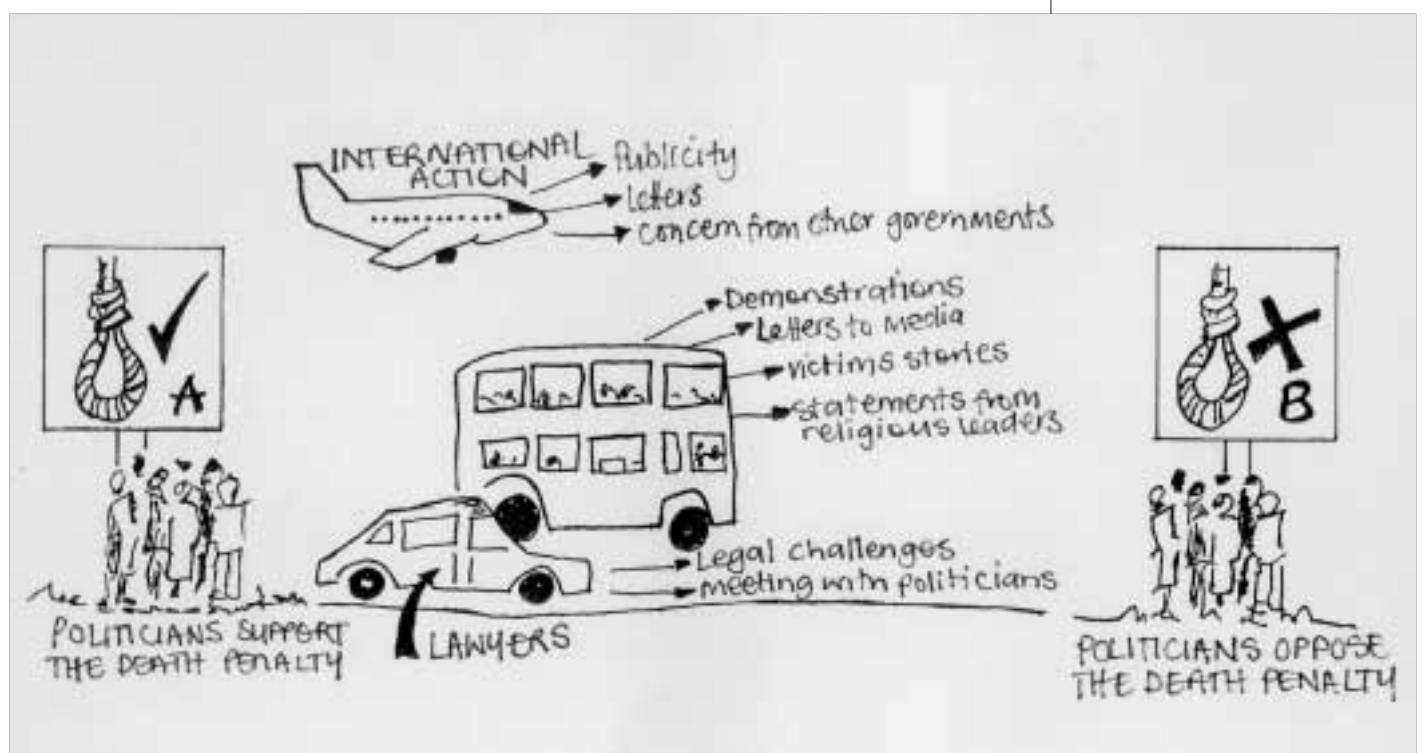 INTERNATIONAL
ACTION
Publicity
Letters
concern from other governments
A
Demonstrations
Letters to Media
victims stories
statements from
religious leaders
B
Legal challenges
meeting with politicians
LAWYERS
POLITICIANS SUPPORT
THE DEATH PENALTY
POLITICIANS OPPOSE
THE DEATH PENALTY